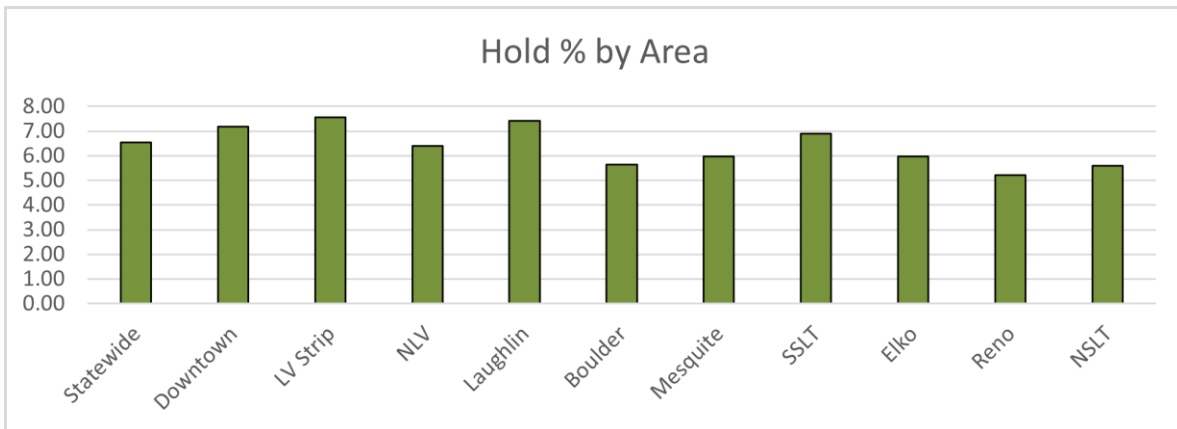 Hold % by Area
8.00
7.00
6.00
5.00
4.00
3.00
2.00
1.00
0.00
Statewide
Downtown
LV Strip
NLV
Laughlin
Boulder
Mesquite
SSLT
Elko
Reno
NSLT